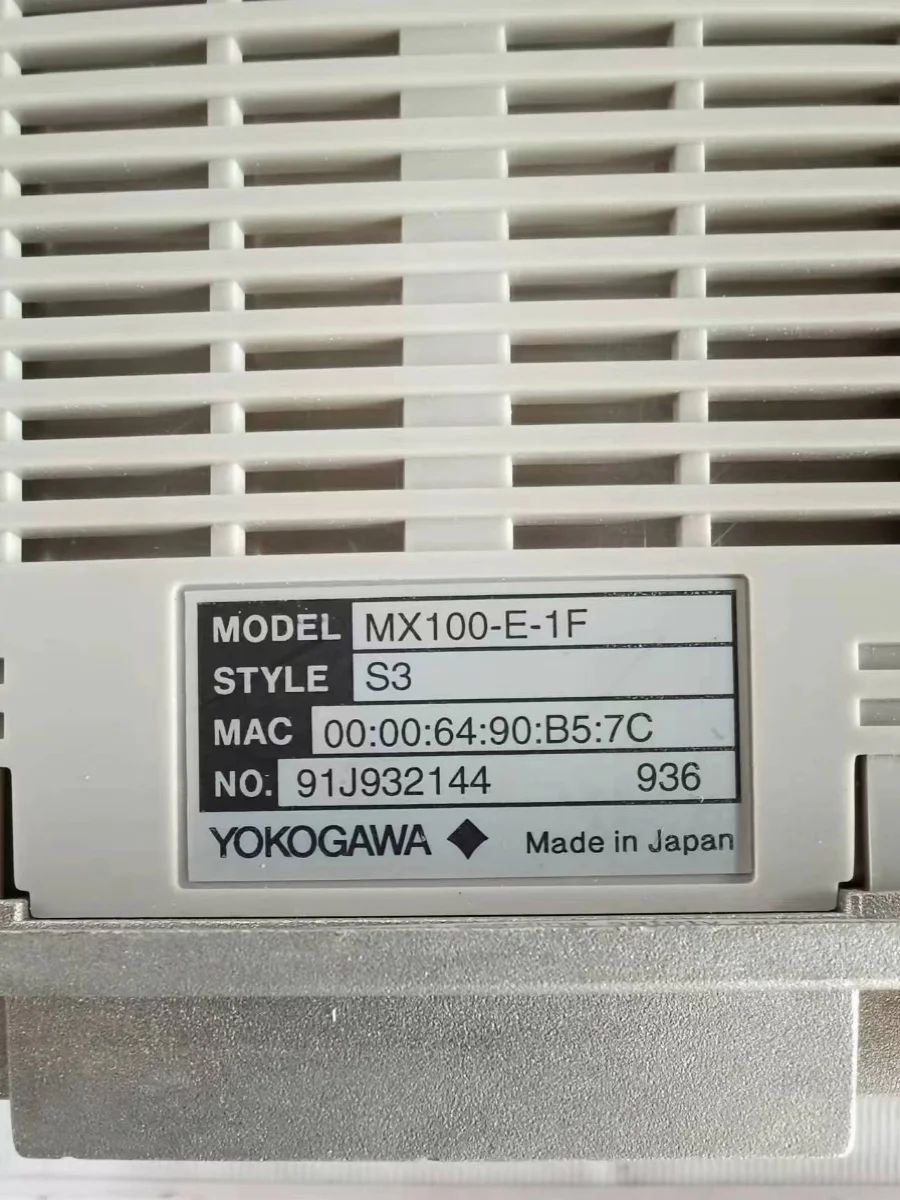 MODEL MX100-E-1F
STYLE S3
MAC 00:00:64:90:B5:7C
NO. 91J932144 936
YOKOGAWA Made in Japan